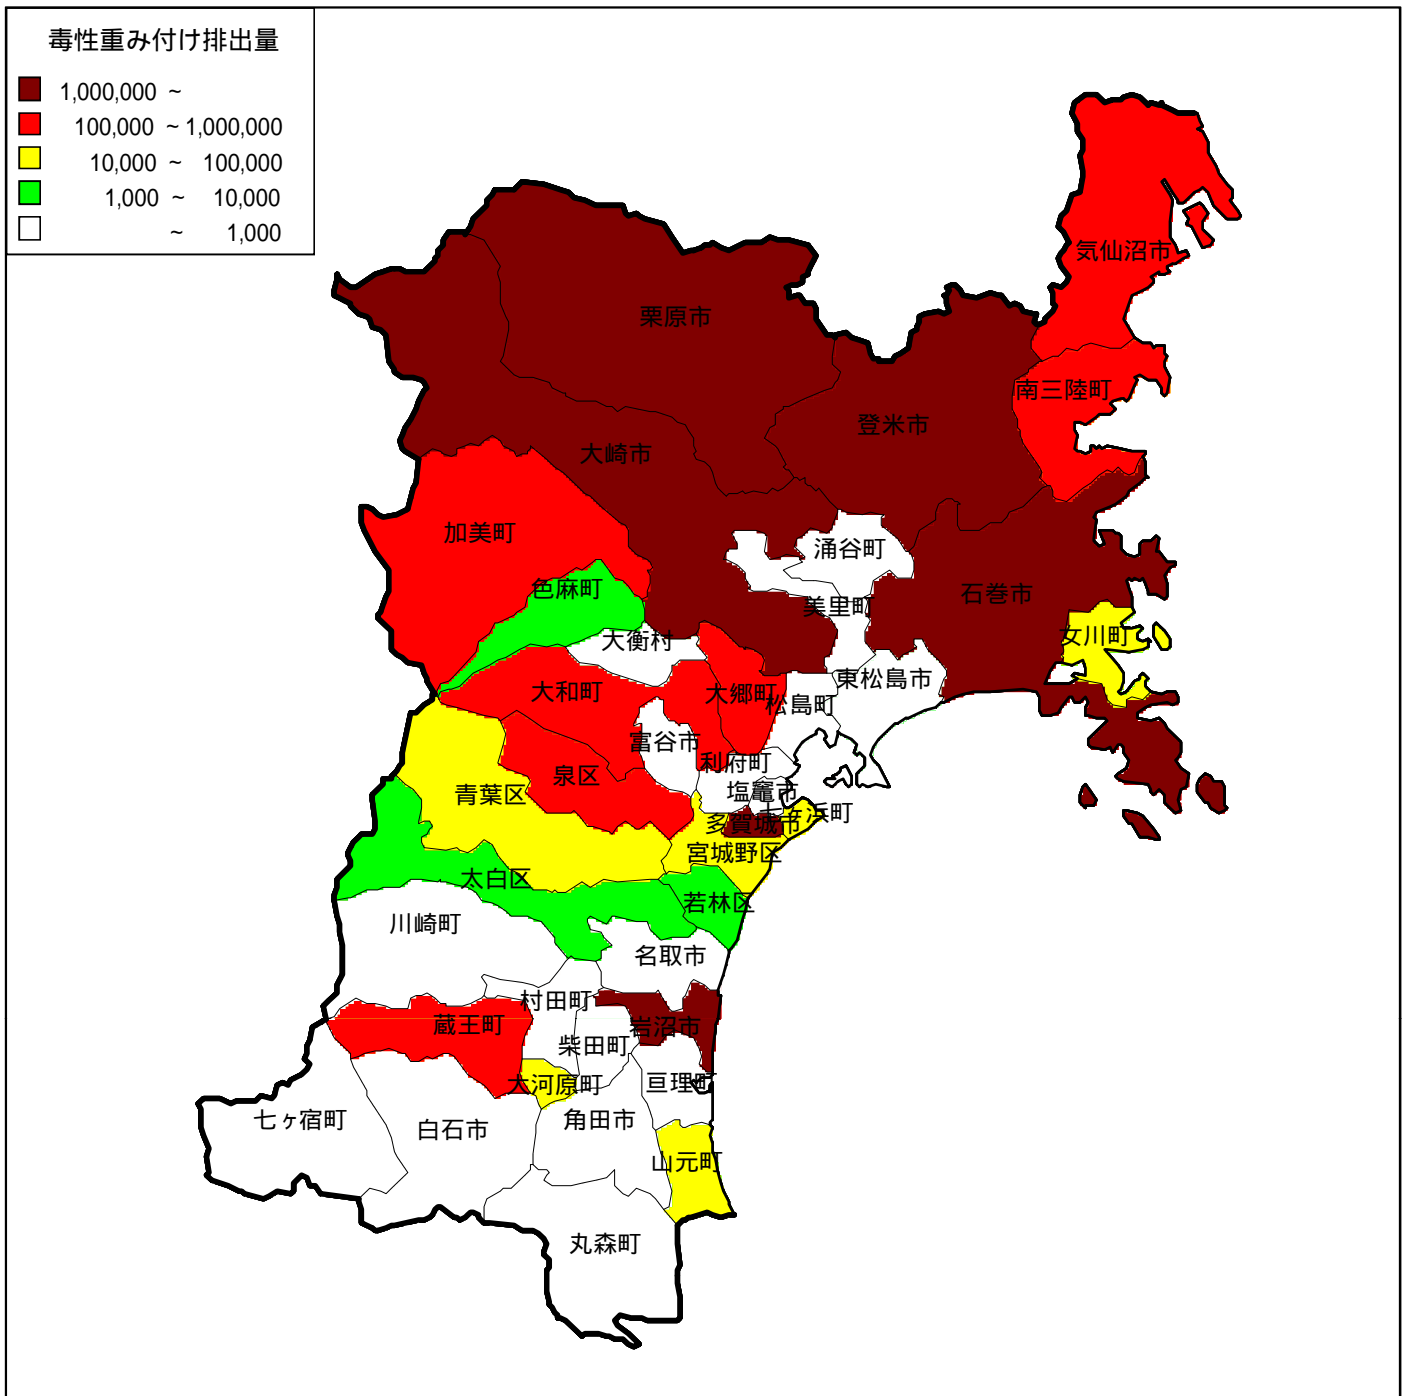 毒性重み付け排出量
1,000,000 ~
100,000 ~ 1,000,000
10,000 ~ 100,000
1,000 ~ 10,000
~ 1,000
気仙沼市
栗原市
南三陸町
登米市
大崎市
加美町
涌谷町
色麻町
石巻市
美里町
女川町
大衡村
東松島市
大和町
大郷町
松島町
富谷市
利府町
泉区
塩竈市
青葉区
七ヶ浜町
多賀城市
宮城野区
太白区
若林区
川崎町
名取市
村田町
蔵王町
岩沼市
柴田町
大河原町
亘理町
七ヶ宿町
角田市
白石市
山元町
丸森町